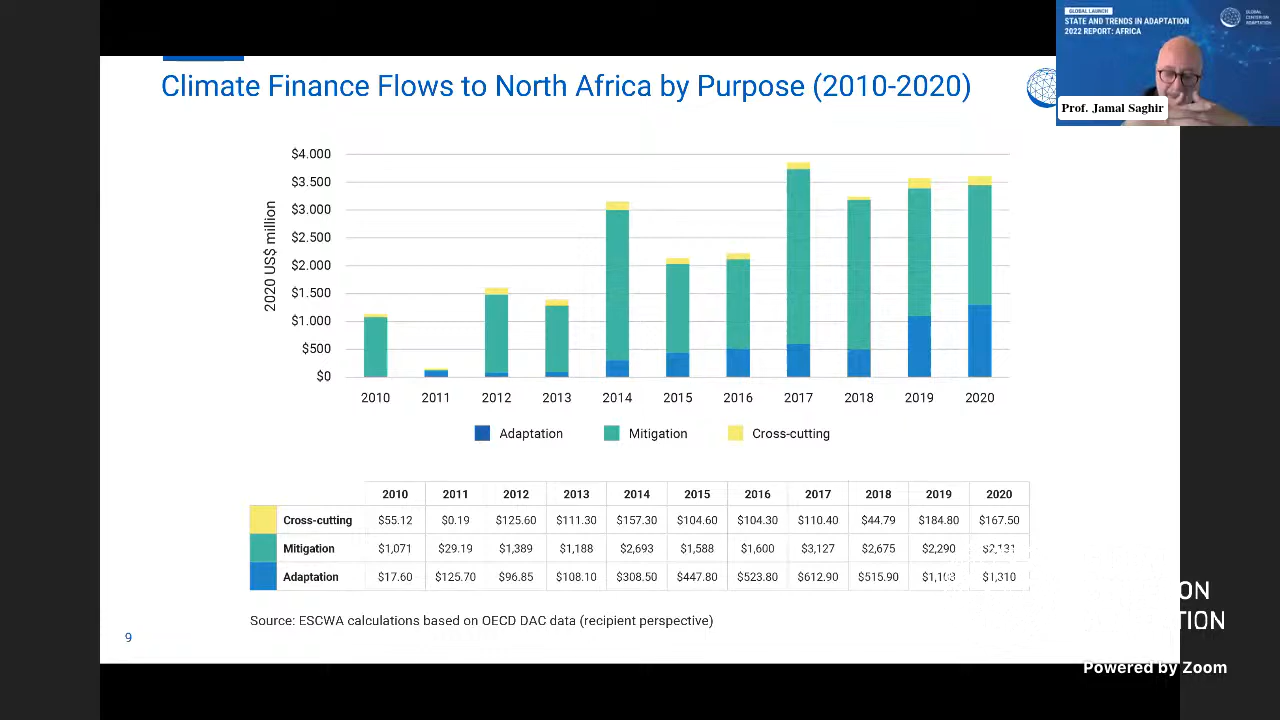 GLOBAL LAUNCH
STATE AND TRENDS IN ADAPTATION
2022 REPORT: AFRICA
GLOBAL
CENTER ON
ADAPTATION
Prof. Jamal Saghir
Climate Finance Flows to North Africa by Purpose (2010-2020)
2020 US$ million
$4.000
$3.500
$3.000
$2.500
$2.000
$1.500
$1.000
$500
$0
2010 2011 2012 2013 2014 2015 2016 2017 2018 2019 2020
Adaptation Mitigation Cross-cutting
2010 2011 2012 2013 2014 2015 2016 2017 2018 2019 2020
Cross-cutting $55.12 $0.19 $125.60 $111.30 $157.30 $104.60 $104.30 $110.40 $44.79 $184.80 $167.50
Mitigation $1,071 $29.19 $1,389 $1,188 $2,693 $1,588 $1,600 $3,127 $2,675 $2,290 $2,131
Adaptation $17.60 $125.70 $96.85 $108.10 $308.50 $447.80 $523.80 $612.90 $515.90 $1,310
Source: ESCWA calculations based on OECD DAC data (recipient perspective)
9
ON
TION
Powered by Zoom